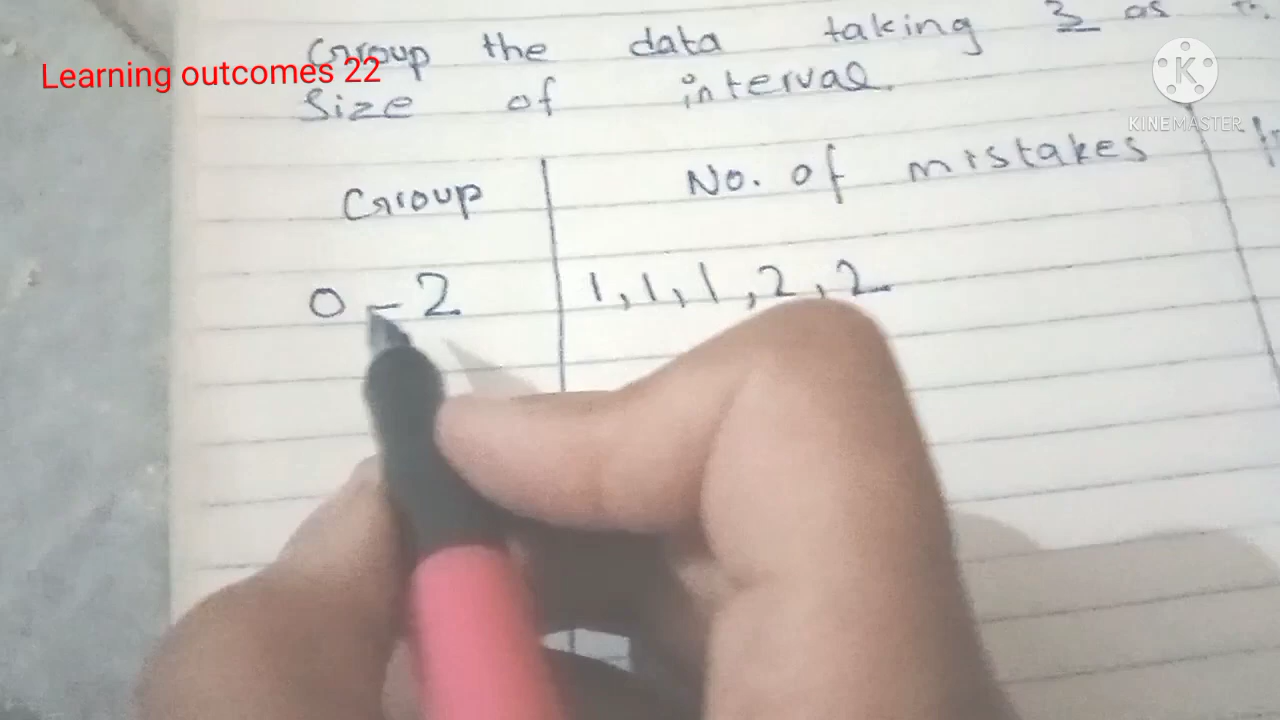 Group the data taking 3 as
Learning outcomes 22
Size of interval.
KINEMASTER
Group No. of mistakes
0 - 2 1, 1, 1, 2, 2